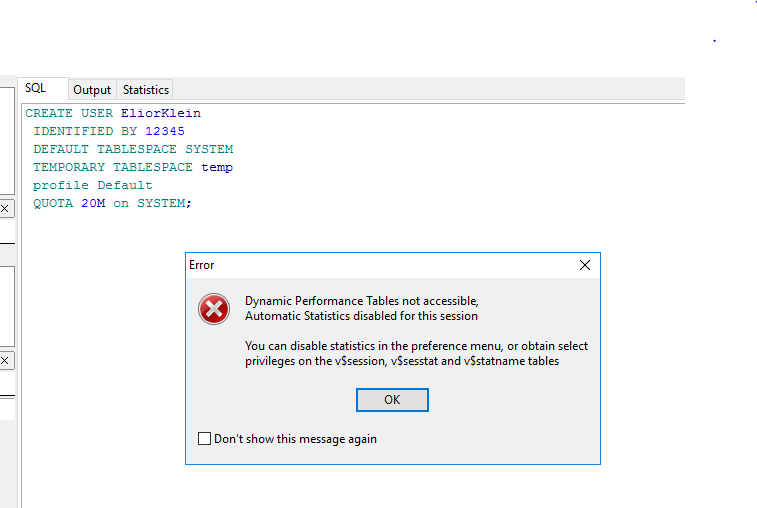 SQL Output Statistics
CREATE USER EliorKlein
IDENTIFIED BY 12345
DEFAULT TABLESPACE SYSTEM
TEMPORARY TABLESPACE temp
profile Default
QUOTA 20M on SYSTEM;
Error
Dynamic Performance Tables not accessible,
Automatic Statistics disabled for this session
You can disable statistics in the preference menu, or obtain select
privileges on the v$session, v$sesstat and v$statname tables
OK
Don't show this message again